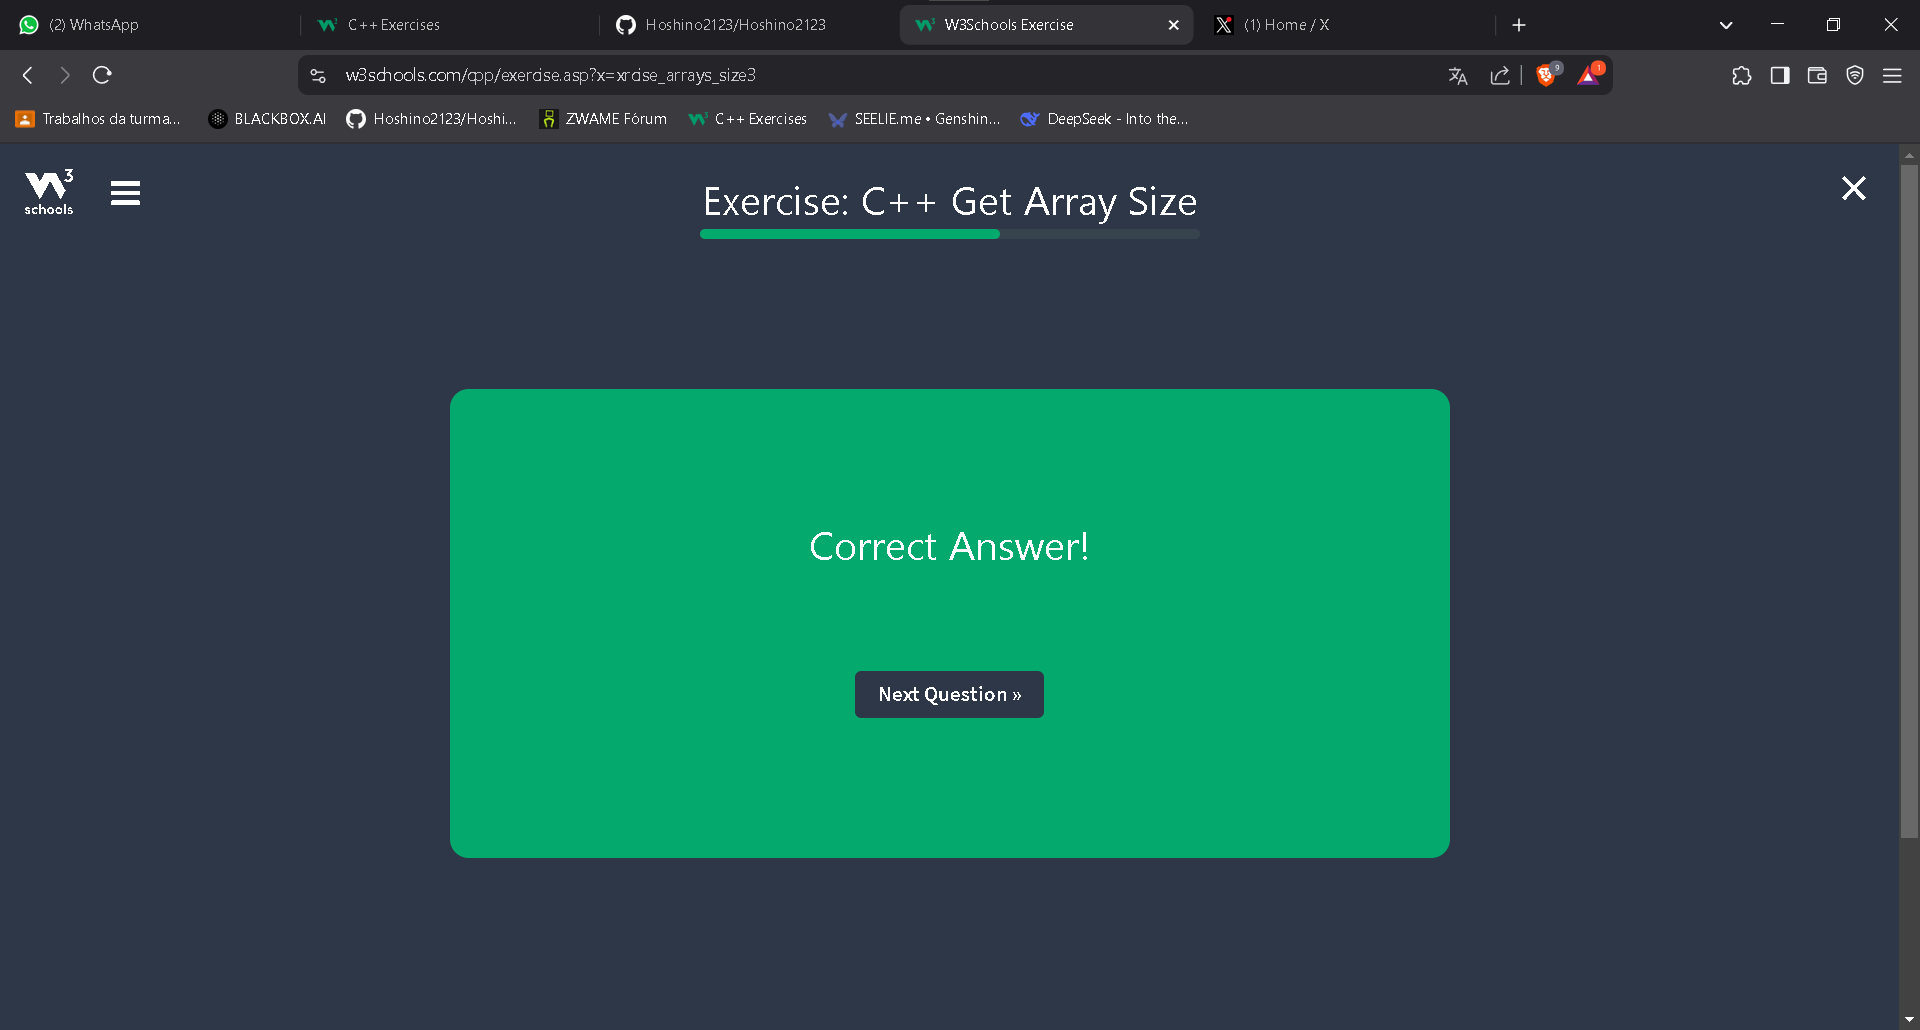 (2) WhatsApp
C++ Exercises
Hoshino2123/Hoshino2123
W3Schools Exercise
(1) Home / X
w3schools.com/cpp/exercise.asp?x=xrcise_arrays_size3
9
1
Trabalhos da turma...
BLACKBOX.AI
Hoshino2123/Hoshi...
ZWAME Fórum
C++ Exercises
SEELIE.me • Genshin...
DeepSeek - Into the...
W3
schools
Exercise: C++ Get Array Size
Correct Answer!
Next Question »